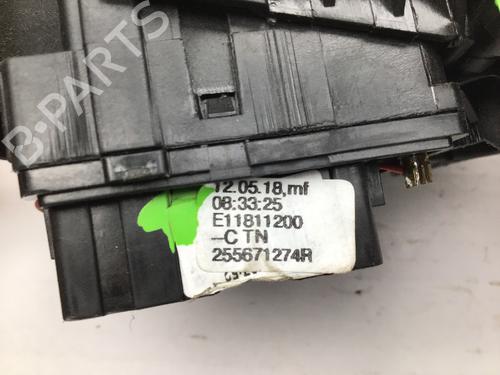 B-PARTS
12.05.18,mf
08:33:25
E11811200
--C TN
255671274R